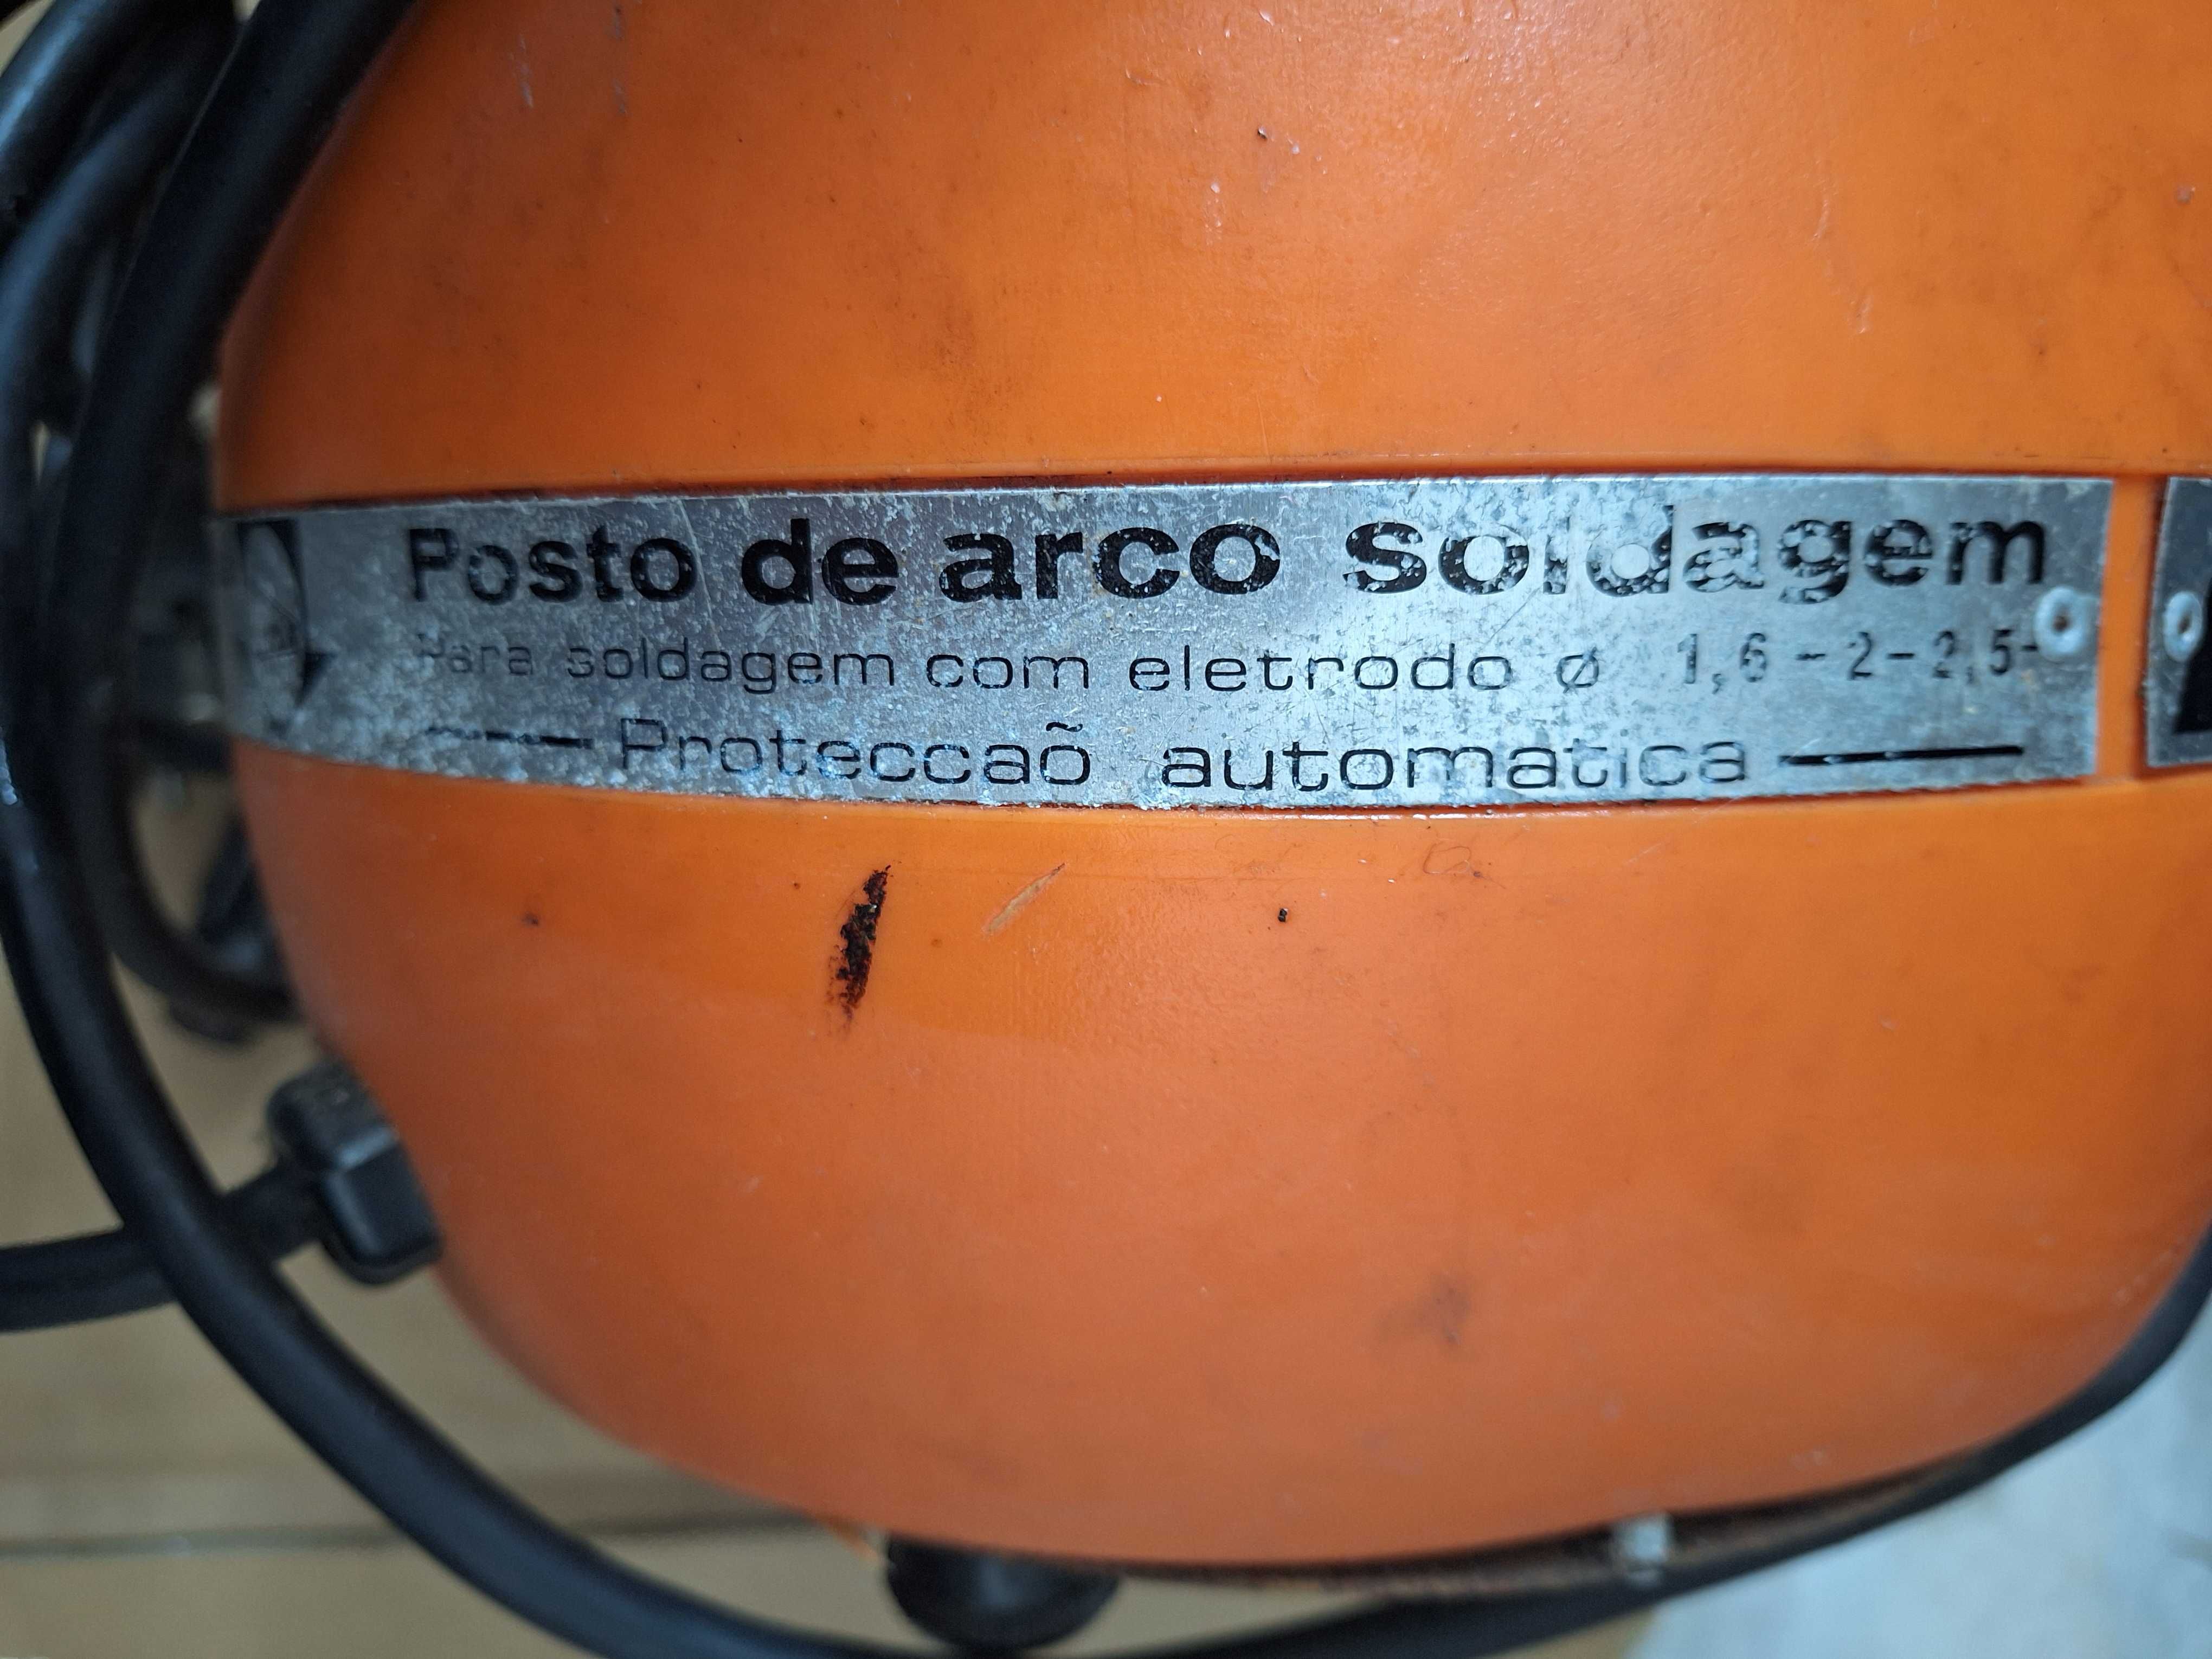 Posto de arco soldagem
Para soldagem com eletrodo ø 1,6 - 2 - 2,5-
Proteccaõ automatica